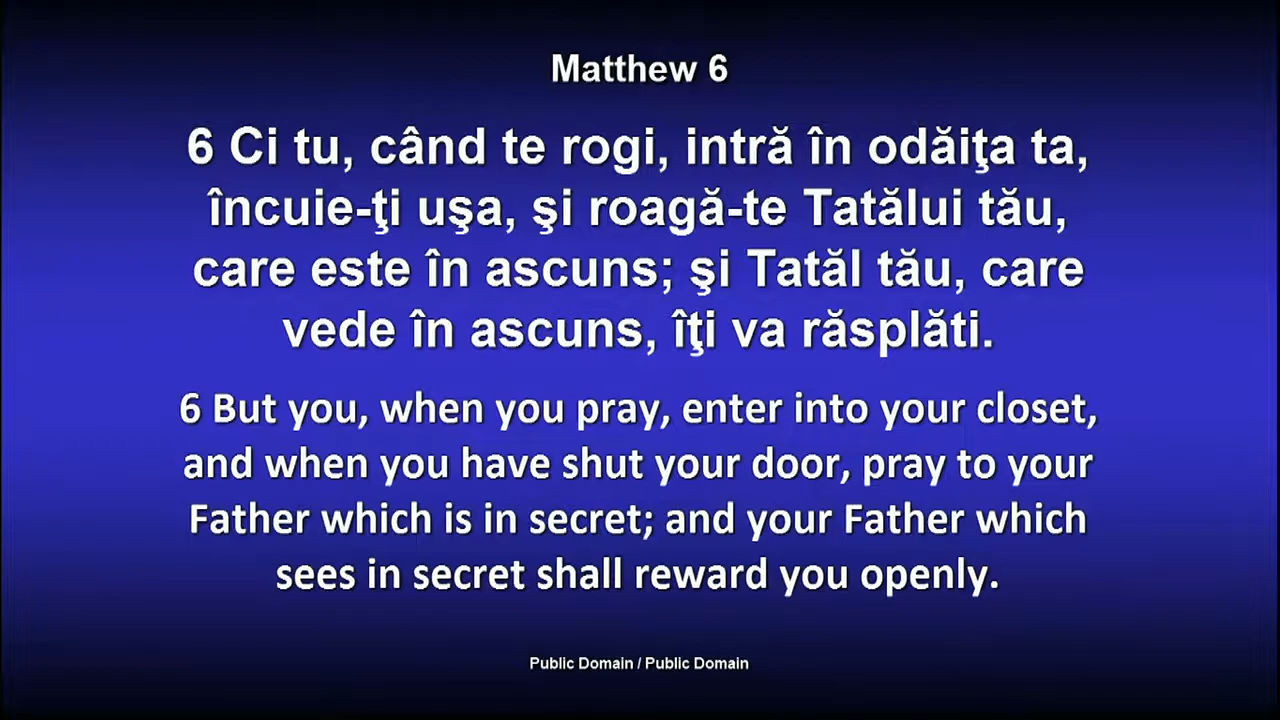 Matthew 6
6 Ci tu, când te rogi, intră în odăiţa ta,
încuie-ţi uşa, şi roagă-te Tatălui tău,
care este în ascuns; şi Tatăl tău, care
vede în ascuns, îţi va răsplăti.
6 But you, when you pray, enter into your closet,
and when you have shut your door, pray to your
Father which is in secret; and your Father which
sees in secret shall reward you openly.
Public Domain / Public Domain